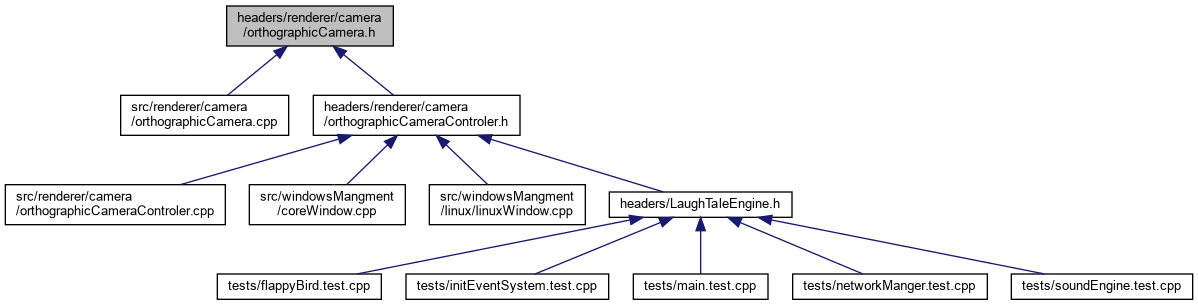 headers/renderer/camera
/orthographicCamera.h
src/renderer/camera
/orthographicCamera.cpp
headers/renderer/camera
/orthographicCameraControler.h
src/renderer/camera
/orthographicCameraControler.cpp
src/windowsMangment
/coreWindow.cpp
src/windowsMangment
/linux/linuxWindow.cpp
headers/LaughTaleEngine.h
tests/flappyBird.test.cpp
tests/initEventSystem.test.cpp
tests/main.test.cpp
tests/networkManger.test.cpp
tests/soundEngine.test.cpp